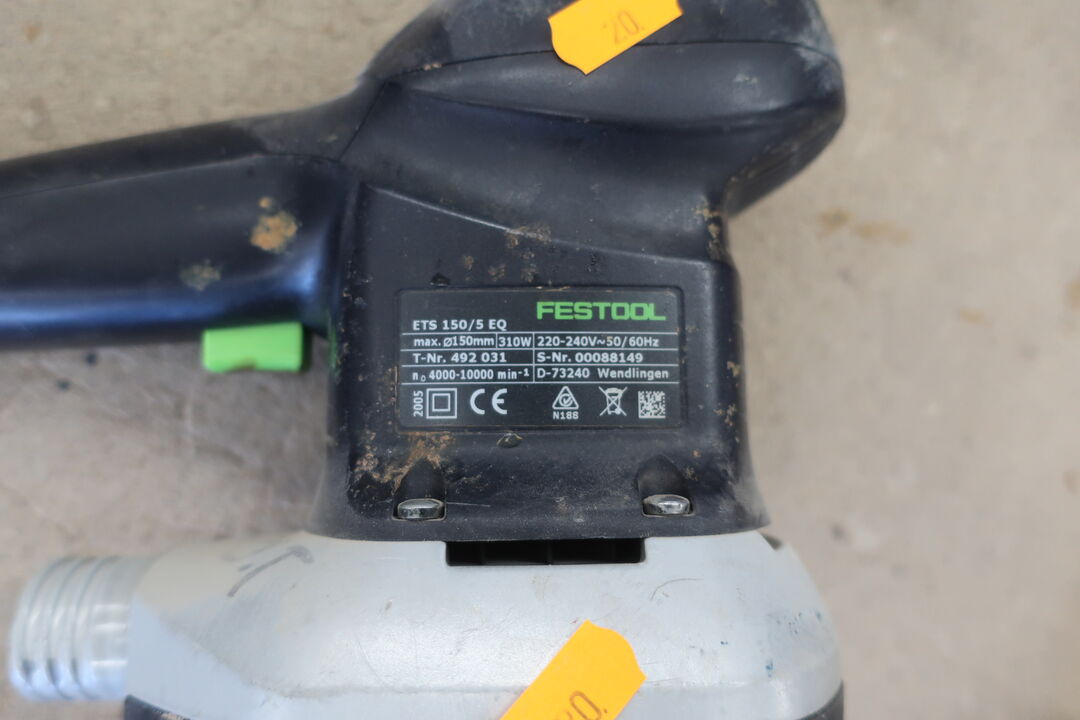 20.
FESTOOL
ETS 150/5 EQ
max. ⌀150mm 310W 220-240V~50/60Hz
T-Nr. 492 031 S-Nr. 00088149
n₀ 4000-10000 min⁻¹ D-73240 Wendlingen
2005 CE
N188